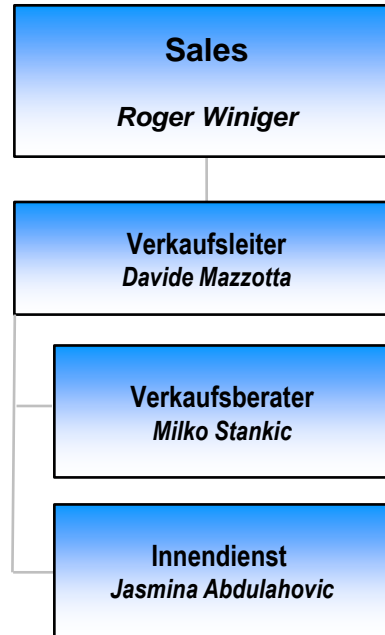 Sales
Roger Winiger
Verkaufsleiter
Davide Mazzotta
Verkaufsberater
Milko Stankic
Innendienst
Jasmina Abdulahovic